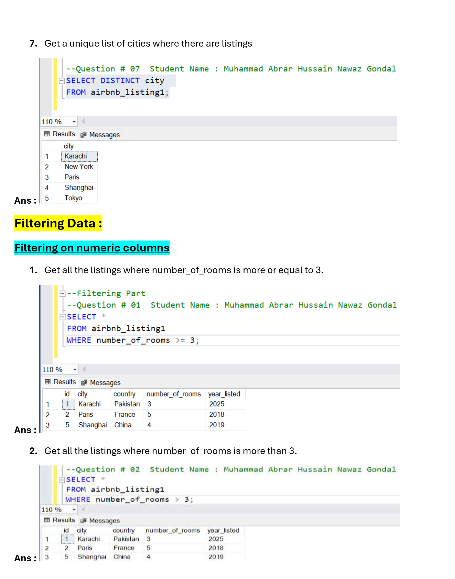 7. Get a unique list of cities where there are listings
--Question # 07 Student Name : Muhammad Abrar Hussain Nawaz Gondal
SELECT DISTINCT city
FROM airbnb_listing1;
110 %
Results Messages
city
1 Karachi
2 New York
3 Paris
4 Shanghai
Ans : 5 Tokyo
Filtering Data :
Filtering on numeric columns
1. Get all the listings where number_of_rooms is more or equal to 3.
--Filtering Part
--Question # 01 Student Name : Muhammad Abrar Hussain Nawaz Gondal
SELECT *
FROM airbnb_listing1
WHERE number_of_rooms >= 3;
110 %
Results Messages
id city country number_of_rooms year_listed
1 1 Karachi Pakistan 3 2025
2 2 Paris France 5 2018
Ans : 3 5 Shanghai China 4 2019
2. Get all the listings where number_of_rooms is more than 3.
--Question # 02 Student Name : Muhammad Abrar Hussain Nawaz Gondal
SELECT *
FROM airbnb_listing1
WHERE number_of_rooms > 3;
110 %
Results Messages
id city country number_of_rooms year_listed
1 1 Karachi Pakistan 3 2025
2 2 Paris France 5 2018
Ans : 3 5 Shanghai China 4 2019